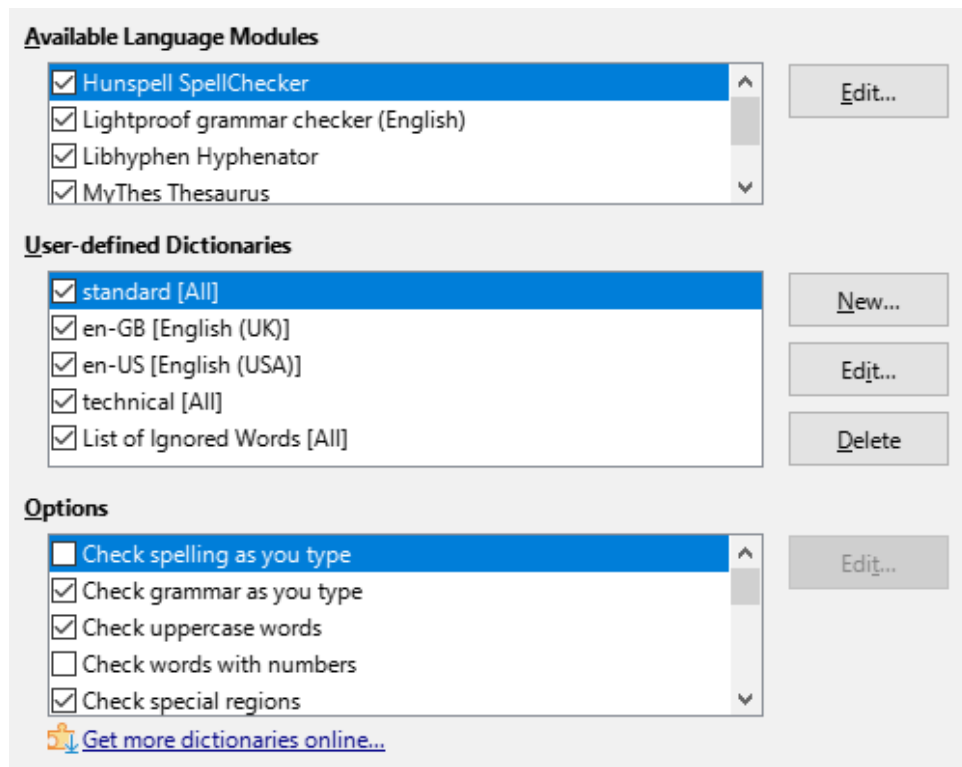 Available Language Modules
Hunspell SpellChecker
Edit...
Lightproof grammar checker (English)
Libhyphen Hyphenator
MyThes Thesaurus
User-defined Dictionaries
standard [All]
New...
en-GB [English (UK)]
en-US [English (USA)]
Edit...
technical [All]
List of Ignored Words [All]
Delete
Options
Check spelling as you type
Edit...
Check grammar as you type
Check uppercase words
Check words with numbers
Check special regions
Get more dictionaries online...